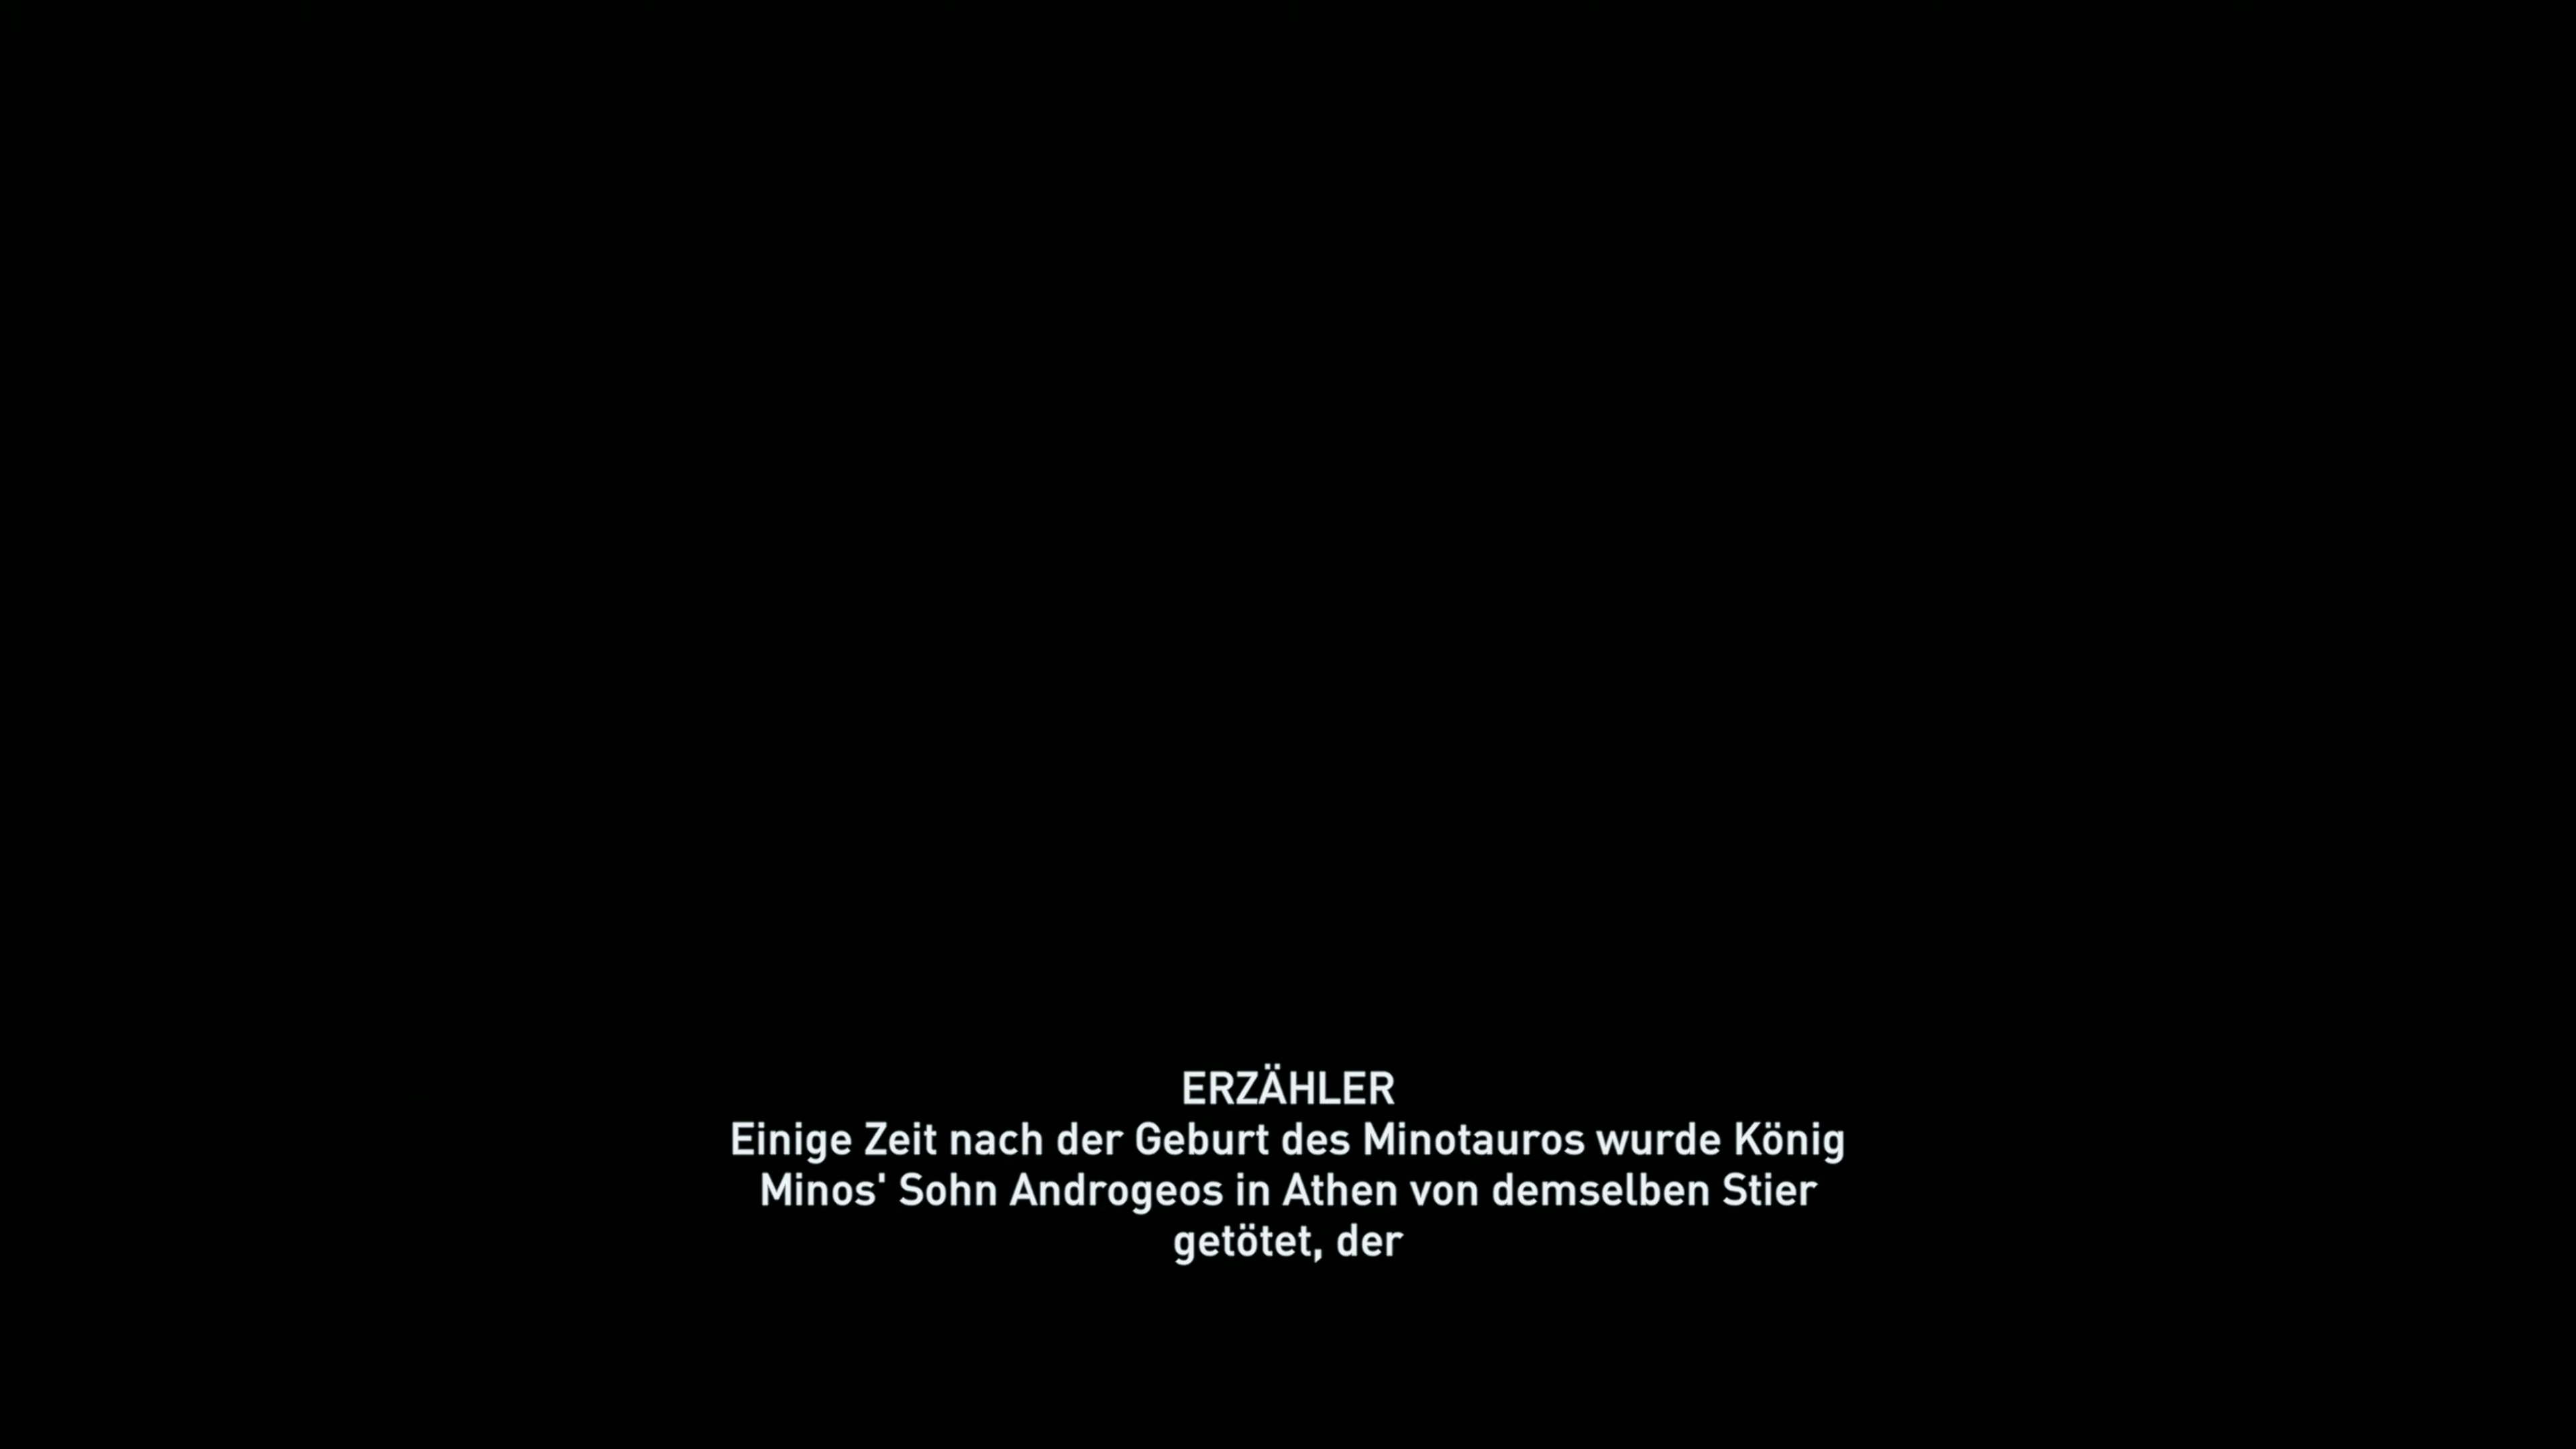 ERZÄHLER
Einige Zeit nach der Geburt des Minotauros wurde König
Minos' Sohn Androgeos in Athen von demselben Stier
getötet, der